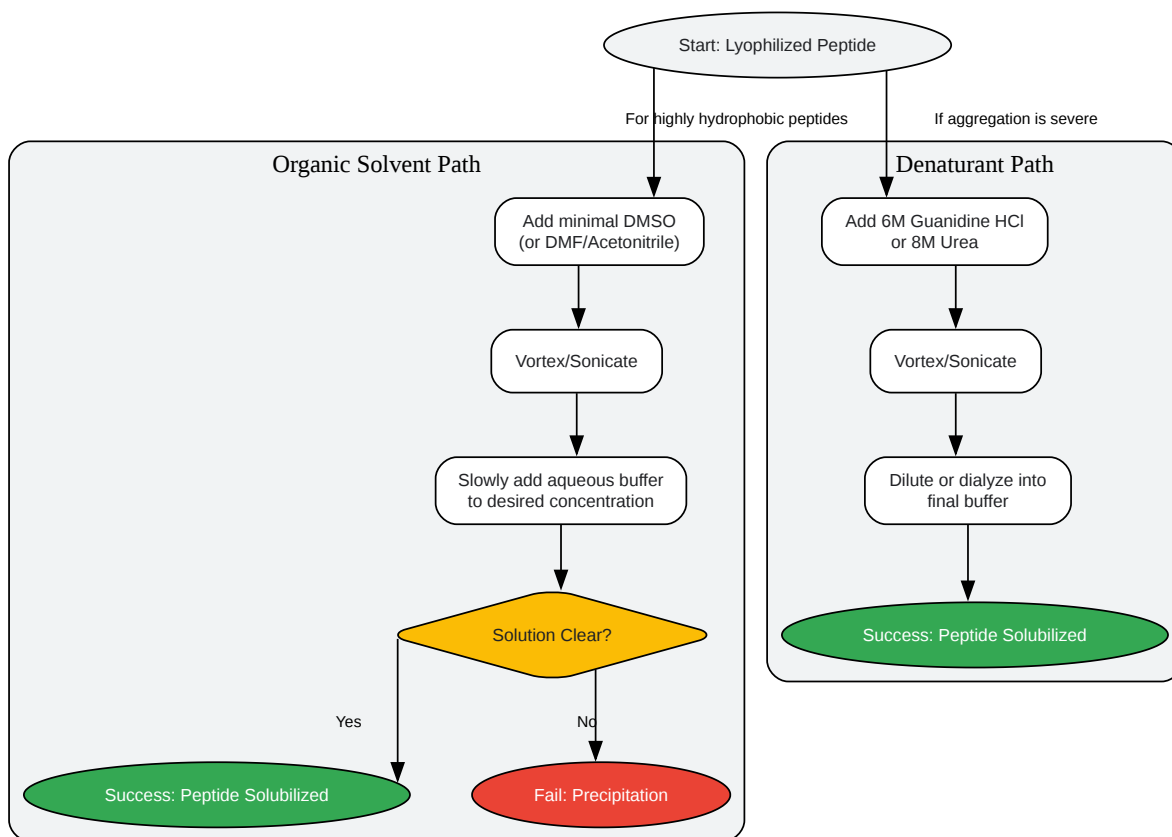 Start: Lyophilized Peptide
For highly hydrophobic peptides
If aggregation is severe
Organic Solvent Path
Add minimal DMSO
(or DMF/Acetonitrile)
Vortex/Sonicate
Slowly add aqueous buffer
to desired concentration
Solution Clear?
Yes
No
Success: Peptide Solubilized
Fail: Precipitation
Denaturant Path
Add 6M Guanidine HCl
or 8M Urea
Vortex/Sonicate
Dilute or dialyze into
final buffer
Success: Peptide Solubilized